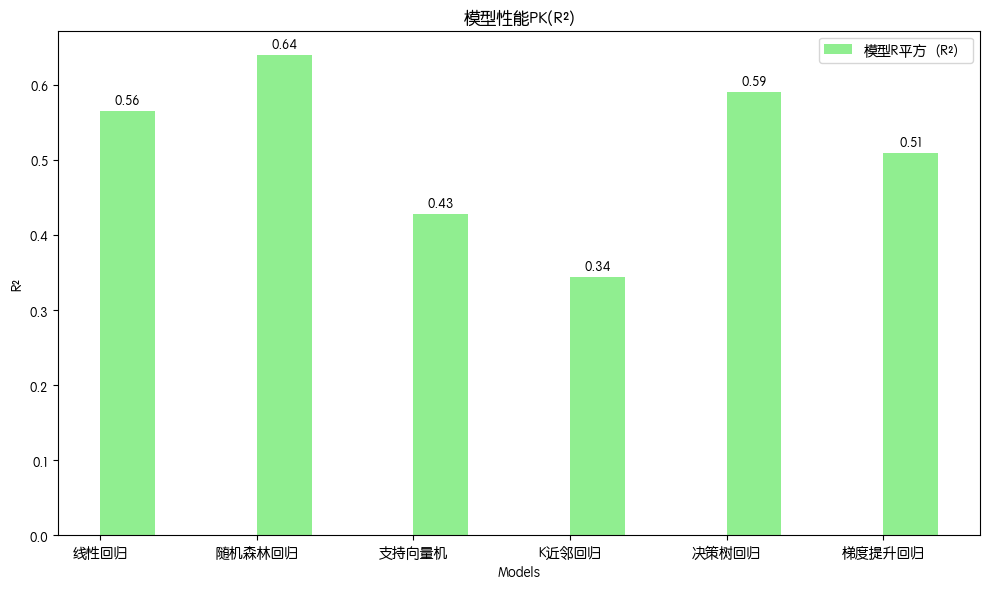 模型性能PK(R²)
模型R平方 (R²)
R²
0.6
0.5
0.4
0.3
0.2
0.1
0.0
0.56
0.64
0.43
0.34
0.59
0.51
线性回归
随机森林回归
支持向量机
K近邻回归
决策树回归
梯度提升回归
Models